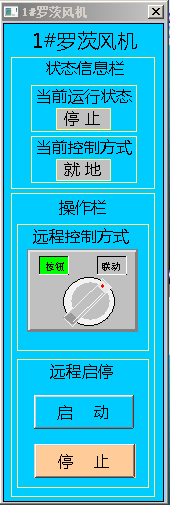 1#罗茨风机
1#罗茨风机
状态信息栏
当前运行状态
停 止
当前控制方式
就 地
操作栏
远程控制方式
按钮 联动
远程启停
启 动
停 止